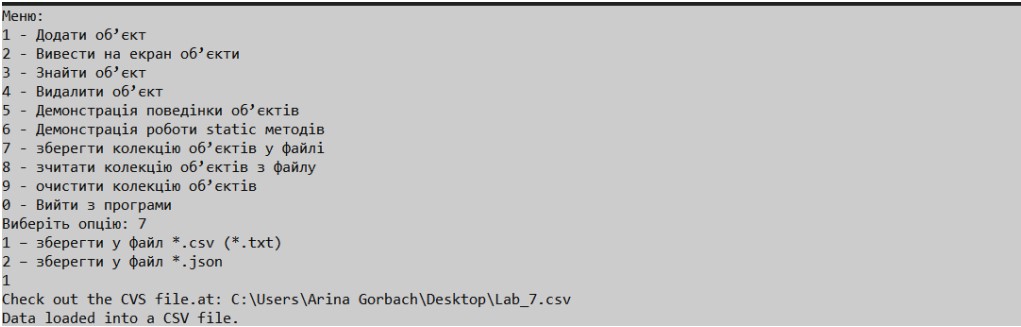 Меню:
1 - Додати об’єкт
2 - Вивести на екран об’єкти
3 - Знайти об’єкт
4 - Видалити об’єкт
5 - Демонстрація поведінки об’єктів
6 - Демонстрація роботи static методів
7 - зберегти колекцію об’єктів у файлі
8 - зчитати колекцію об’єктів з файлу
9 - очистити колекцію об’єктів
0 - Вийти з програми
Виберіть опцію: 7
1 – зберегти у файл *.csv (*.txt)
2 – зберегти у файл *.json
1
Check out the CVS file.at: C:\Users\Arina Gorbach\Desktop\Lab_7.csv
Data loaded into a CSV file.